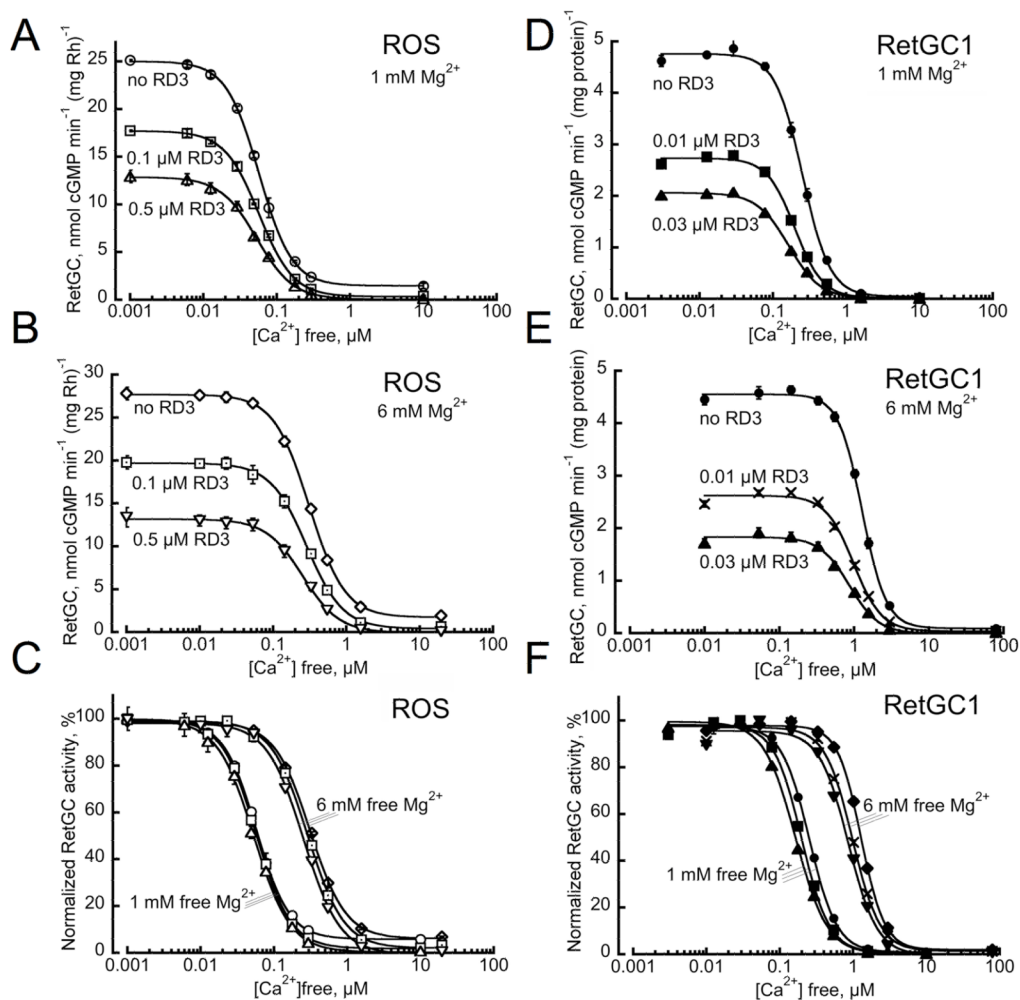 A
ROS
1 mM Mg2+
RetGC, nmol cGMP min-1 (mg Rh)-1
25
20
15
10
5
0
no RD3
0.1 µM RD3
0.5 µM RD3
0.001 0.01 0.1 1 10 100
[Ca2+] free, µM
B
ROS
6 mM Mg2+
RetGC, nmol cGMP min-1 (mg Rh)-1
30
25
20
15
10
5
0
no RD3
0.1 µM RD3
0.5 µM RD3
0.001 0.01 0.1 1 10 100
[Ca2+] free, µM
C
ROS
Normalized RetGC activity, %
100
80
60
40
20
0
6 mM free Mg2+
1 mM free Mg2+
0.001 0.01 0.1 1 10 100
[Ca2+]free, µM
D
RetGC1
1 mM Mg2+
RetGC, nmol cGMP min-1 (mg protein)-1
5
4
3
2
1
0
no RD3
0.01 µM RD3
0.03 µM RD3
0.001 0.01 0.1 1 10 100
[Ca2+] free, µM
E
RetGC1
6 mM Mg2+
RetGC, nmol cGMP min-1 (mg protein)
5
4
3
2
1
0
no RD3
0.01 µM RD3
0.03 µM RD3
0.001 0.01 0.1 1 10 100
[Ca2+] free, µM
F
RetGC1
Normalized RetGC activity, %
100
80
60
40
20
0
6 mM free Mg2+
1 mM free Mg2+
0.001 0.01 0.1 1 10 100
[Ca2+] free, µM